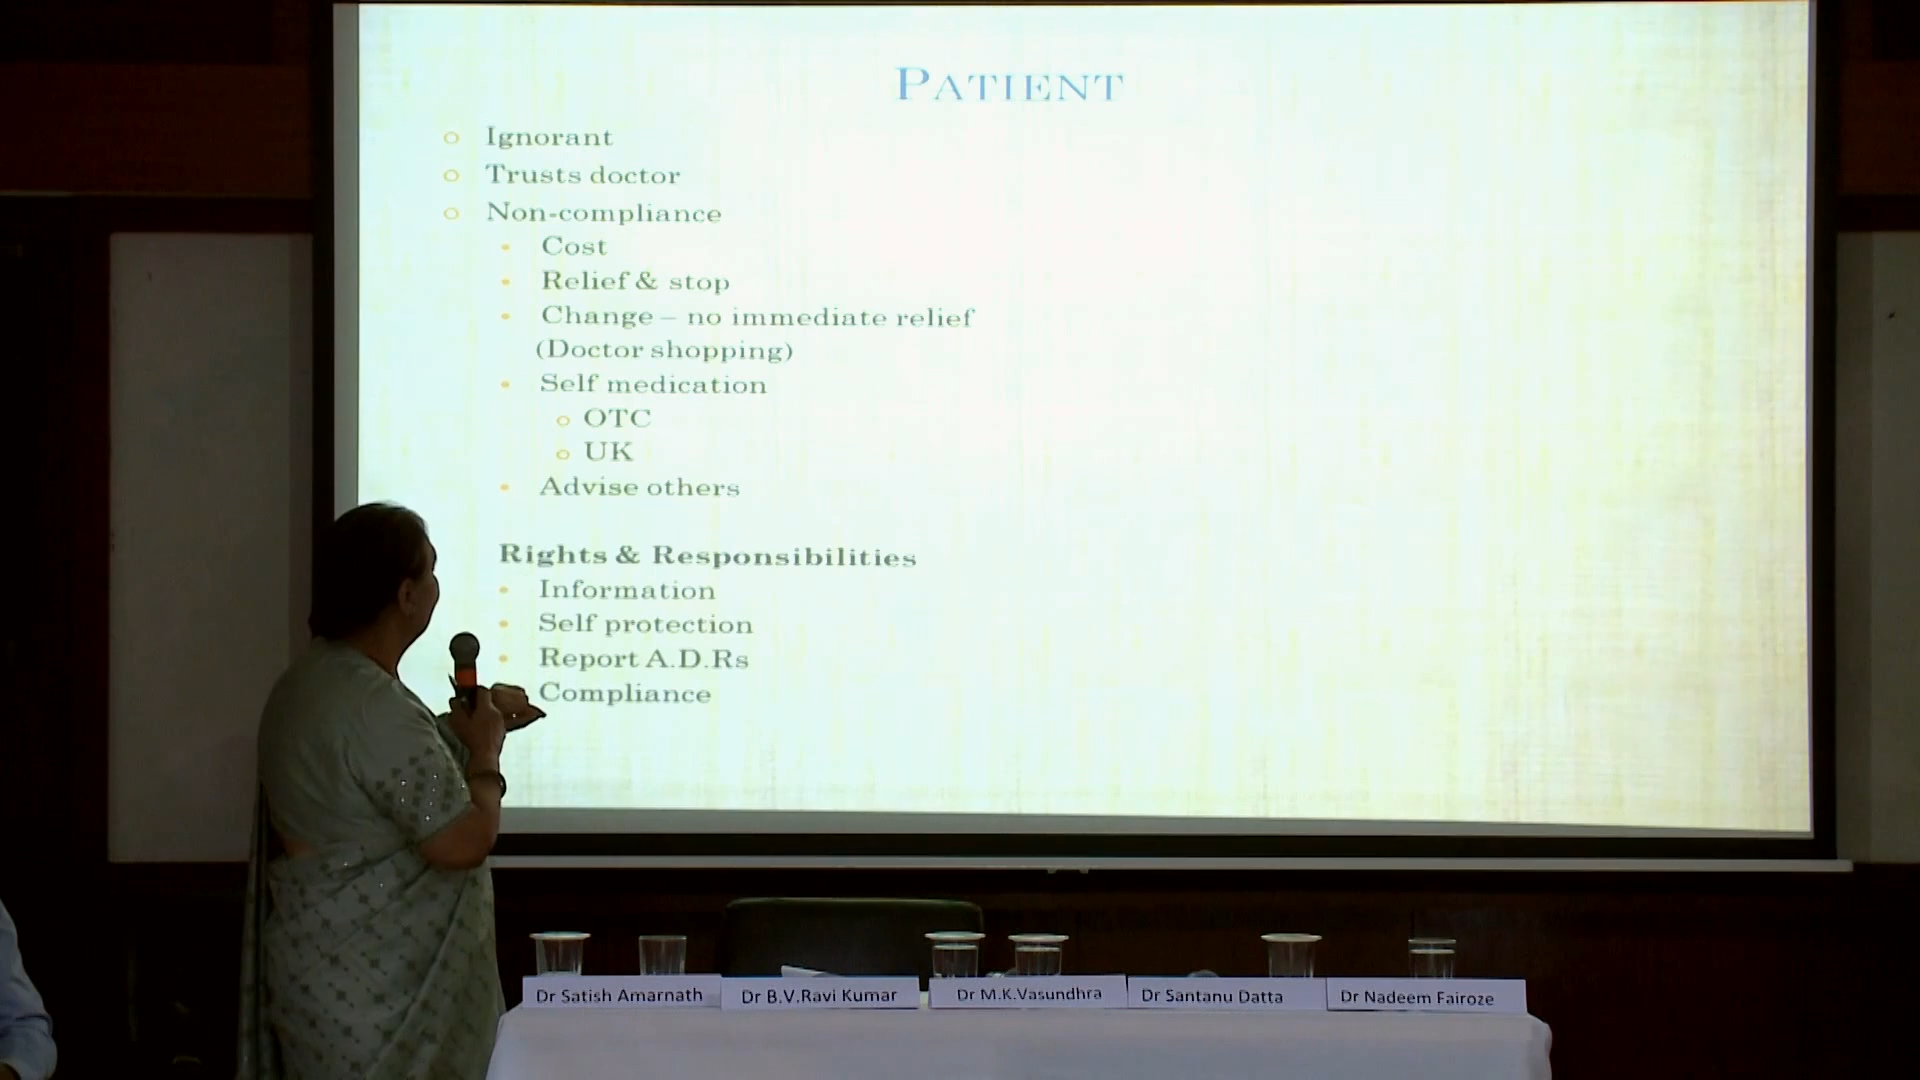 PATIENT
Ignorant
Trusts doctor
Non-compliance
Cost
Relief & stop
Change – no immediate relief
(Doctor shopping)
Self medication
OTC
UK
Advise others
Rights & Responsibilities
Information
Self protection
Report A.D.Rs
Compliance
Dr Satish Amarnath
Dr B.V.Ravi Kumar
Dr M.K.Vasundhra
Dr Santanu Datta
Dr Nadeem Fairoze